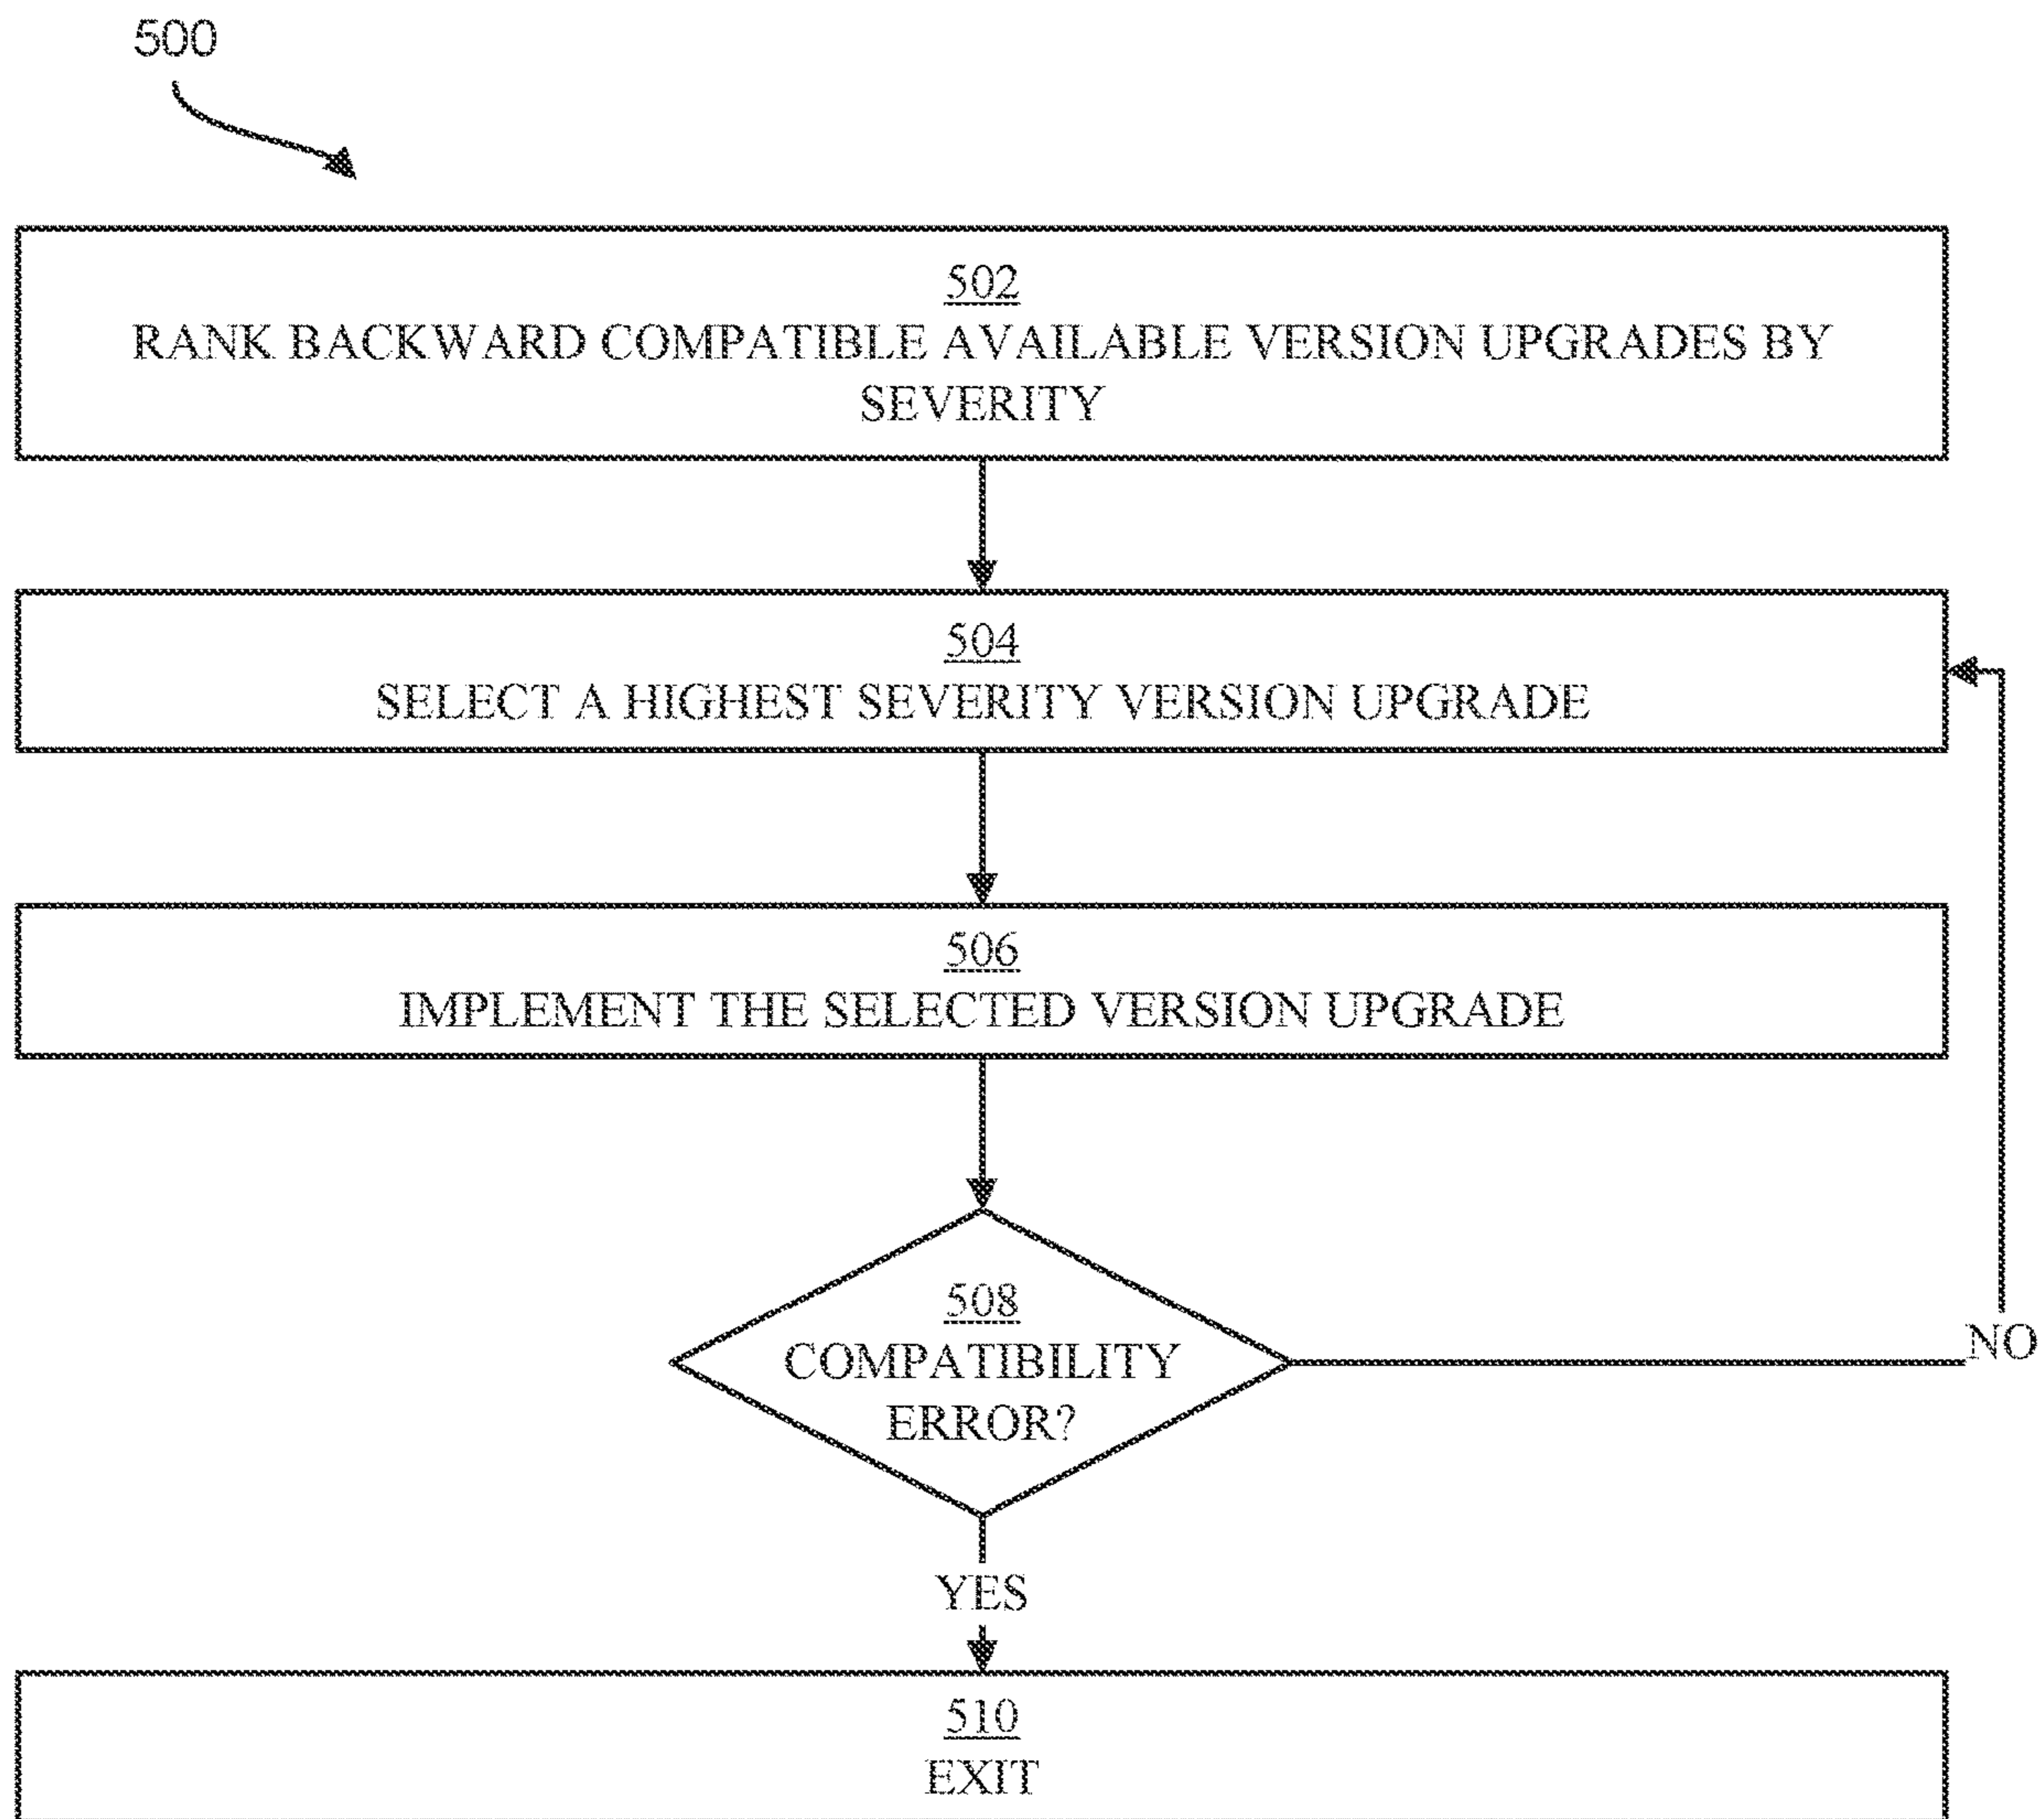 500
502
RANK BACKWARD COMPATIBLE AVAILABLE VERSION UPGRADES BY
SEVERITY
504
SELECT A HIGHEST SEVERITY VERSION UPGRADE
506
IMPLEMENT THE SELECTED VERSION UPGRADE
508
COMPATIBILITY
ERROR?
NO
YES
510
EXIT